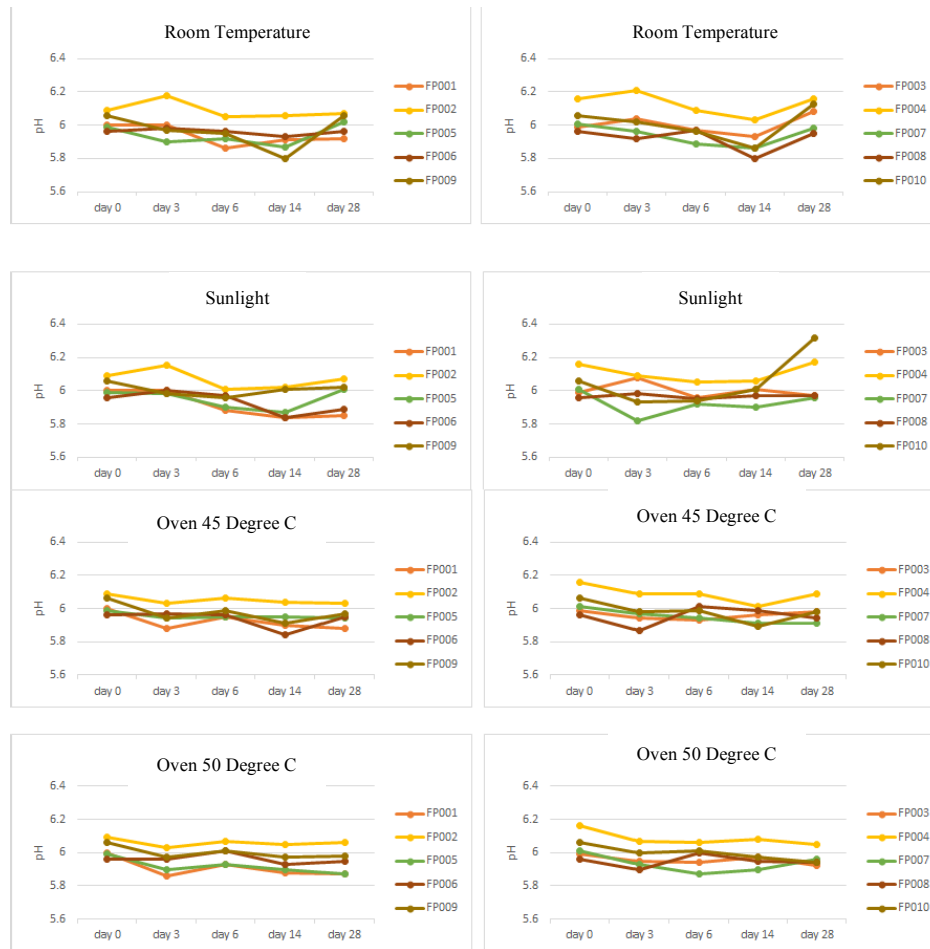 Room Temperature
6.4
6.2
6
5.8
5.6
pH
day 0 day 3 day 6 day 14 day 28
FP001
FP002
FP005
FP006
FP009
Room Temperature
6.4
6.2
6
5.8
5.6
pH
day 0 day 3 day 6 day 14 day 28
FP003
FP004
FP007
FP008
FP010
Sunlight
6.4
6.2
6
5.8
5.6
pH
day 0 day 3 day 6 day 14 day 28
FP001
FP002
FP005
FP006
FP009
Sunlight
6.4
6.2
6
5.8
5.6
pH
day 0 day 3 day 6 day 14 day 28
FP003
FP004
FP007
FP008
FP010
Oven 45 Degree C
6.4
6.2
6
5.8
5.6
pH
day 0 day 3 day 6 day 14 day 28
FP001
FP002
FP005
FP006
FP009
Oven 45 Degree C
6.4
6.2
6
5.8
5.6
pH
day 0 day 3 day 6 day 14 day 28
FP003
FP004
FP007
FP008
FP010
Oven 50 Degree C
6.4
6.2
6
5.8
5.6
pH
day 0 day 3 day 6 day 14 day 28
FP001
FP002
FP005
FP006
FP009
Oven 50 Degree C
6.4
6.2
6
5.8
5.6
pH
day 0 day 3 day 6 day 14 day 28
FP003
FP004
FP007
FP008
FP010